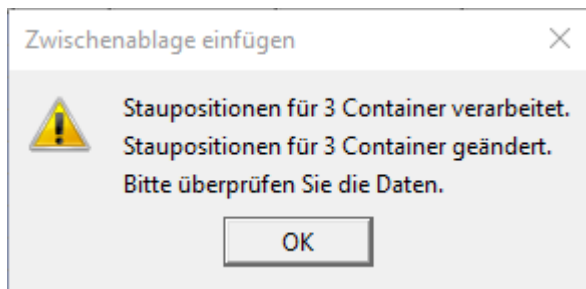 Zwischenablage einfügen
Staupositionen für 3 Container verarbeitet.
Staupositionen für 3 Container geändert.
Bitte überprüfen Sie die Daten.
OK